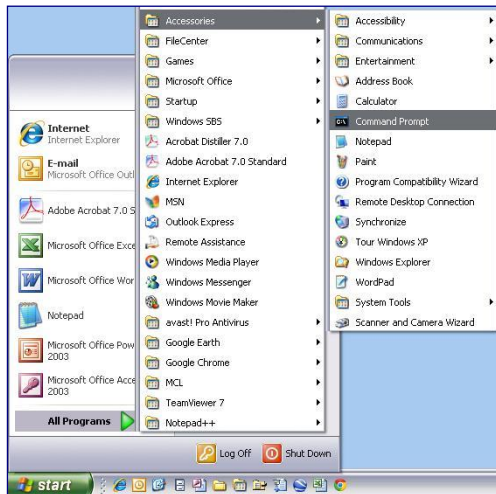 Internet
Internet Explorer
E-mail
Microsoft Office Outl
Adobe Acrobat 7.0 S
Microsoft Office Exce
Microsoft Office Wor
Notepad
Microsoft Office Pow
2003
Microsoft Office Acce
2003
All Programs
Accessories
FileCenter
Games
Microsoft Office
Startup
Windows SBS
Acrobat Distiller 7.0
Adobe Acrobat 7.0 Standard
Internet Explorer
MSN
Outlook Express
Remote Assistance
Windows Media Player
Windows Messenger
Windows Movie Maker
avast! Pro Antivirus
Google Earth
Google Chrome
MCL
TeamViewer 7
Notepad++
Accessibility
Communications
Entertainment
Address Book
Calculator
Command Prompt
Notepad
Paint
Program Compatibility Wizard
Remote Desktop Connection
Synchronize
Tour Windows XP
Windows Explorer
WordPad
System Tools
Scanner and Camera Wizard
Log Off
Shut Down
start